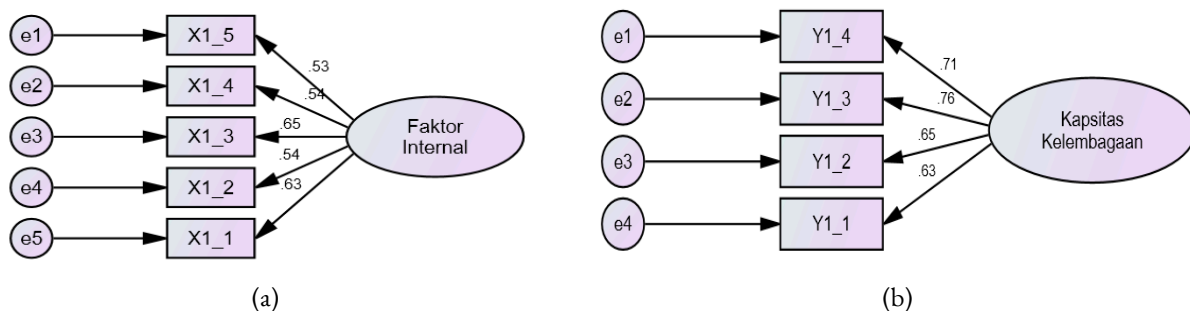 e1 X1_5
.53
e2 X1_4
.54
e3 X1_3
.65
Faktor
Internal
e4 X1_2
.54
e5 X1_1
.63
(a)
e1 Y1_4
.71
e2 Y1_3
.76
Kapsitas
Kelembagaan
e3 Y1_2
.65
e4 Y1_1
.63
(b)